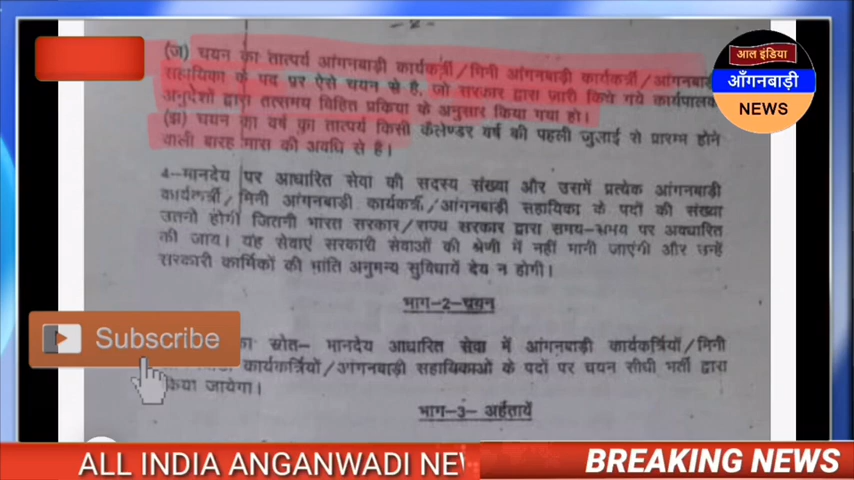 -2-
(ज) चयन का तात्पर्य आंगनबाड़ी कार्यकर्त्री/मिनी आंगनबाड़ी कार्यकर्त्री/आंगनबाड़ी
सहायिका के पद पर ऐसे चयन से है, जो सरकार द्वारा जारी किये गये कार्यपालक
अनुदेशों द्वारा तत्समय विहित प्रकिया के अनुसार किया गया हो।
(झ) चयन का वर्ष का तात्पर्य किसी कैलेण्डर वर्ष की पहली जुलाई से प्रारम्भ होने
वाली बारह मास की अवधि से है।
4-मानदेय पर आधारित सेवा की सदस्य संख्या और उसमें प्रत्येक आंगनबाड़ी
कार्यकर्त्री/मिनी आंगनबाड़ी कार्यकर्त्री/आंगनबाड़ी सहायिका के पदों की संख्या
उतनी होगी जितनी भारत सरकार/राज्य सरकार द्वारा समय-समय पर अवधारित
की जाय। यह सेवाएं सरकारी सेवाओं की श्रेणी में नहीं मानी जाएंगी और उन्हें
सरकारी कार्मिकों की भांति अनुमन्य सुविधायें देय न होगी।
भाग-2-चयन
स्रोत- मानदेय आधारित सेवा में आंगनबाड़ी कार्यकर्त्रियों/मिनी
कार्यकर्त्रियों/आंगनबाड़ी सहायिकाओं के पदों पर चयन सीधी भर्ती द्वारा
किया जायेगा।
भाग-3- अर्हतायें
आल इंडिया
आँगनबाड़ी
NEWS
Subscribe
ALL INDIA ANGANWADI NEW
BREAKING NEWS